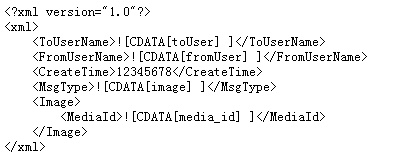 <?xml version="1.0"?>
<xml>
<ToUserName>![CDATA[toUser] ]</ToUserName>
<FromUserName>![CDATA[fromUser] ]</FromUserName>
<CreateTime>12345678</CreateTime>
<MsgType>![CDATA[image] ]</MsgType>
<Image>
<MediaId>![CDATA[media_id] ]</MediaId>
</Image>
</xml>